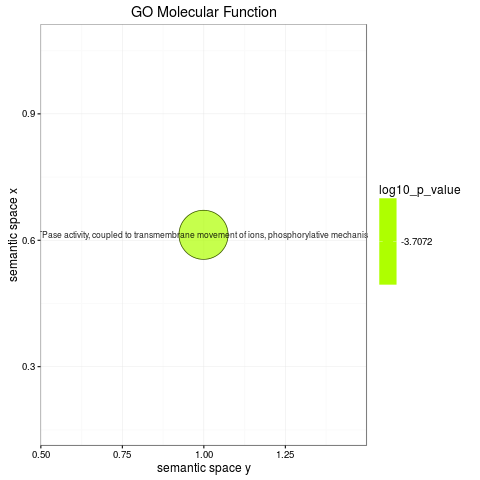 GO Molecular Function
semantic space x
0.9
0.6
0.3
Pase activity, coupled to transmembrane movement of ions, phosphorylative mechanis
0.50 0.75 1.00 1.25
semantic space y
log10_p_value
-3.7072